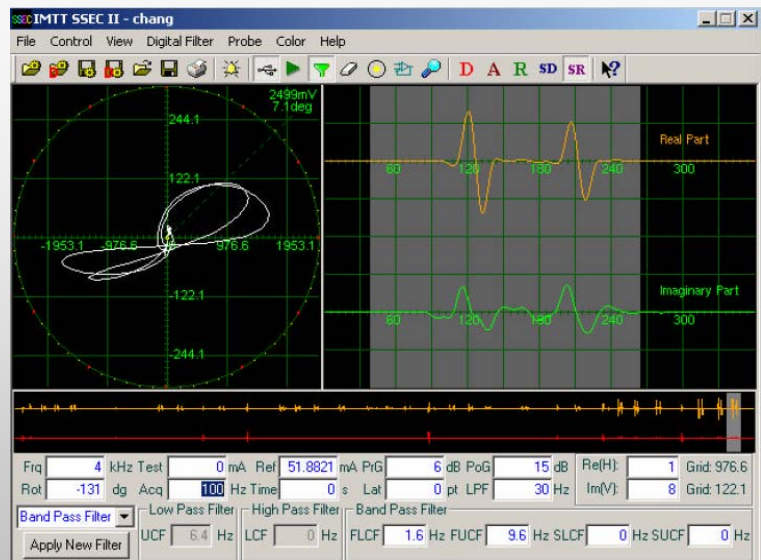 SSEC IMTT SSEC II - chang
File Control View Digital Filter Probe Color Help
D A R SD SR
2499mV
7.1deg
244.1
122.1
-1953.1 -976.6 976.6 1953.1
-122.1
-244.1
Real Part
60 120 180 240 300
Imaginary Part
60 120 180 240 300
Frq 4 kHz Test 0 mA Ref 51.8821 mA PrG 6 dB PoG 15 dB Re(H): 1 Grid: 976.6
Rot -131 dg Acq 100 Hz Time 0 s Lat 0 pt LPF 30 Hz Im(V): 8 Grid: 122.1
Band Pass Filter Low Pass Filter High Pass Filter Band Pass Filter
UCF 6.4 Hz LCF 0 Hz FLCF 1.6 Hz FUCF 9.6 Hz SLCF 0 Hz SUCF 0 Hz
Apply New Filter